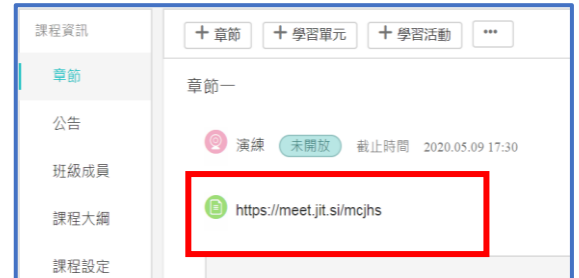 課程資訊
章節
公告
班級成員
課程大綱
課程設定
+ 章節 + 學習單元 + 學習活動 ...
章節一
演練 未開放 截止時間 2020.05.09 17:30
https://meet.jit.si/mcjhs